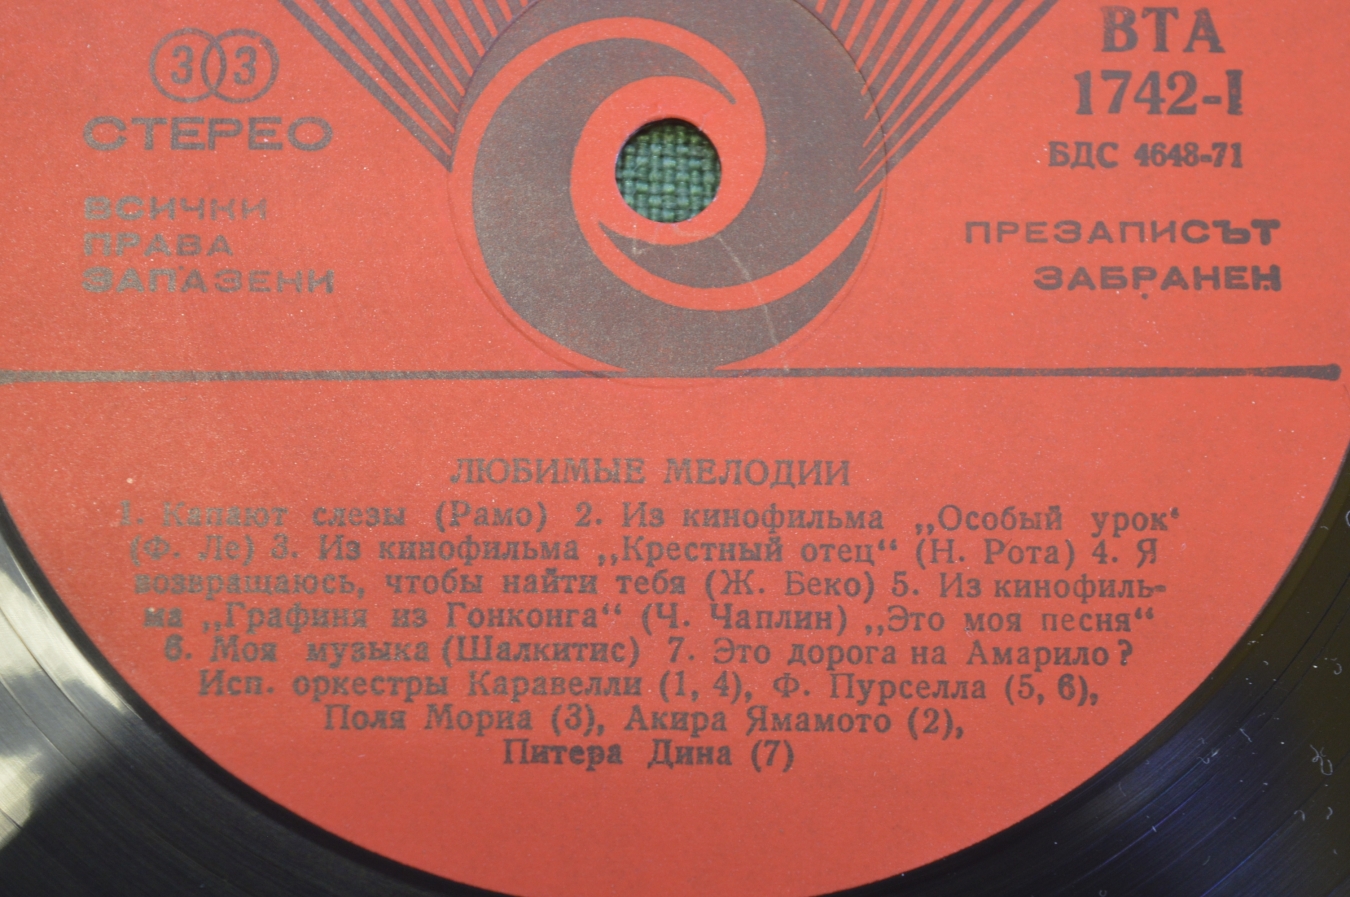 33
СТЕРЕО
ВСИЧКИ
ПРАВА
ЗАПАЗЕНИ
ВТА
1742-I
БДС 4648-71
ПРЕЗАПИСЪТ
ЗАБРАНЕН
ЛЮБИМЫЕ МЕЛОДИИ
1. Капают слезы (Рамо) 2. Из кинофильма „Особый урок‘
(Ф. Ле) 3. Из кинофильма „Крестный отец“ (Н. Рота) 4. Я
возвращаюсь, чтобы найти тебя (Ж. Беко) 5. Из кинофиль-
ма „Графиня из Гонконга“ (Ч. Чаплин) „Это моя песня“
6. Моя музыка (Шалкитис) 7. Это дорога на Амарило?
Исп. оркестры Каравелли (1, 4), Ф. Пурселла (5, 6),
Поля Мориа (3), Акира Ямамото (2),
Питера Дина (7)